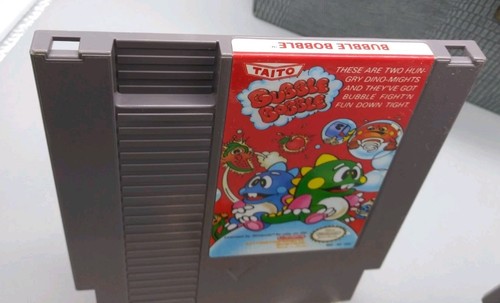 BUBBLE BOBBLE™
TAITO
BUBBLE
BOBBLE
THESE ARE TWO HUN-
GRY DINO-MIGHTS
AND THEY'VE GOT
BUBBLE FIGHT'N
FUN DOWN TIGHT.